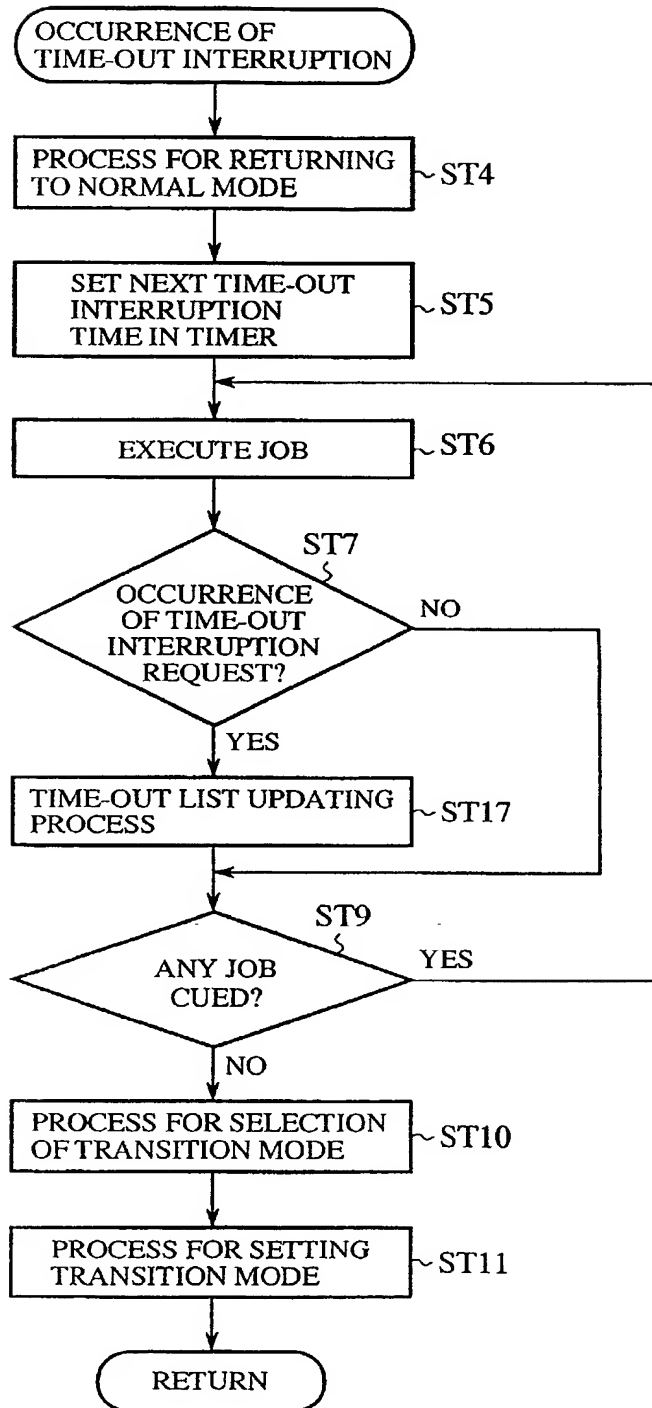 OCCURRENCE OF
TIME-OUT INTERRUPTION
PROCESS FOR RETURNING
TO NORMAL MODE
ST4
SET NEXT TIME-OUT
INTERRUPTION
TIME IN TIMER
ST5
EXECUTE JOB
ST6
ST7
OCCURRENCE
OF TIME-OUT
INTERRUPTION
REQUEST?
NO
YES
TIME-OUT LIST UPDATING
PROCESS
ST17
ST9
ANY JOB
CUED?
YES
NO
PROCESS FOR SELECTION
OF TRANSITION MODE
ST10
PROCESS FOR SETTING
TRANSITION MODE
ST11
RETURN